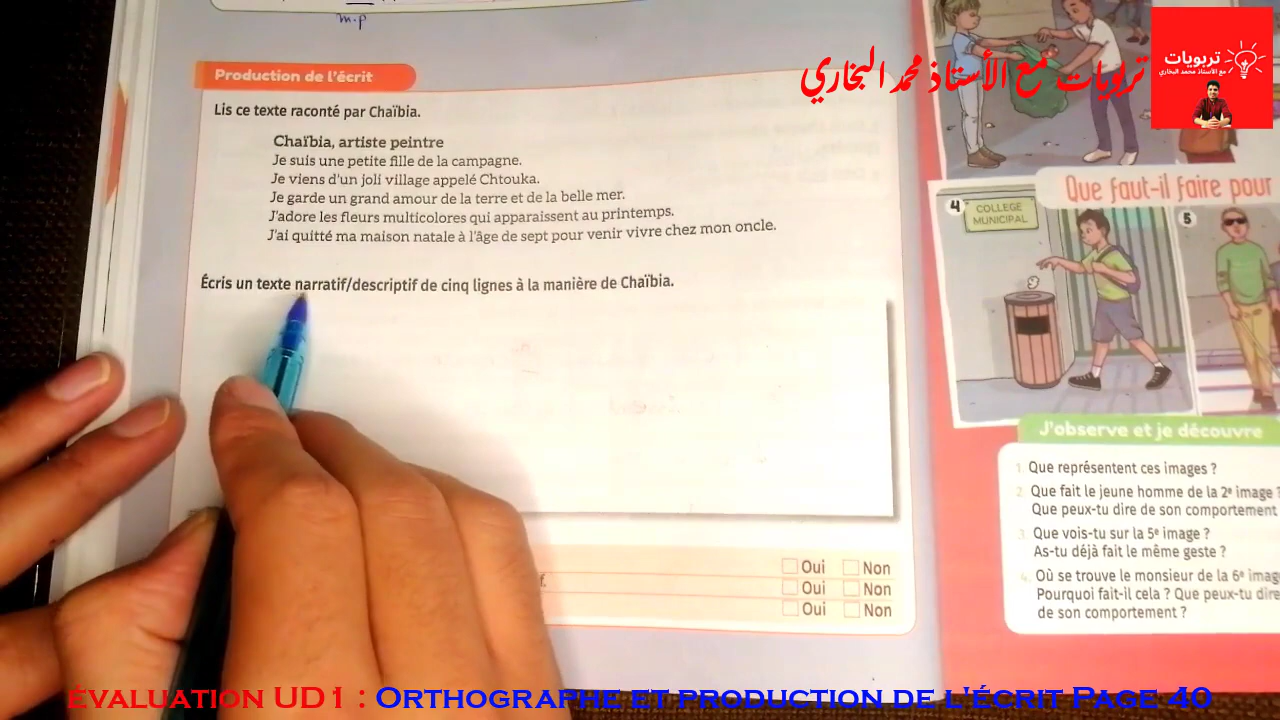 m.p
Production de l'écrit
Lis ce texte raconté par Chaïbia.
Chaïbia, artiste peintre
Je suis une petite fille de la campagne.
Je viens d'un joli village appelé Chtouka.
Je garde un grand amour de la terre et de la belle mer.
J'adore les fleurs multicolores qui apparaissent au printemps.
J'ai quitté ma maison natale à l'âge de sept pour venir vivre chez mon oncle.
Écris un texte narratif/descriptif de cinq lignes à la manière de Chaïbia.
Oui Non
f. Oui Non
Oui Non
تربويات مع الأستاذ محمد البخاري
تربويات
مع الأستاذ محمد البخاري
Que faut-il faire pour
4
COLLEGE
MUNICIPAL
5
J'observe et je découvre
1. Que représentent ces images ?
2. Que fait le jeune homme de la 2e image ?
Que peux-tu dire de son comportement
3. Que vois-tu sur la 5e image ?
As-tu déjà fait le même geste ?
4. Où se trouve le monsieur de la 6e imag
Pourquoi fait-il cela ? Que peux-tu dire
de son comportement ?
évaluation UD1 : Orthographe et production de l'écrit Page 40